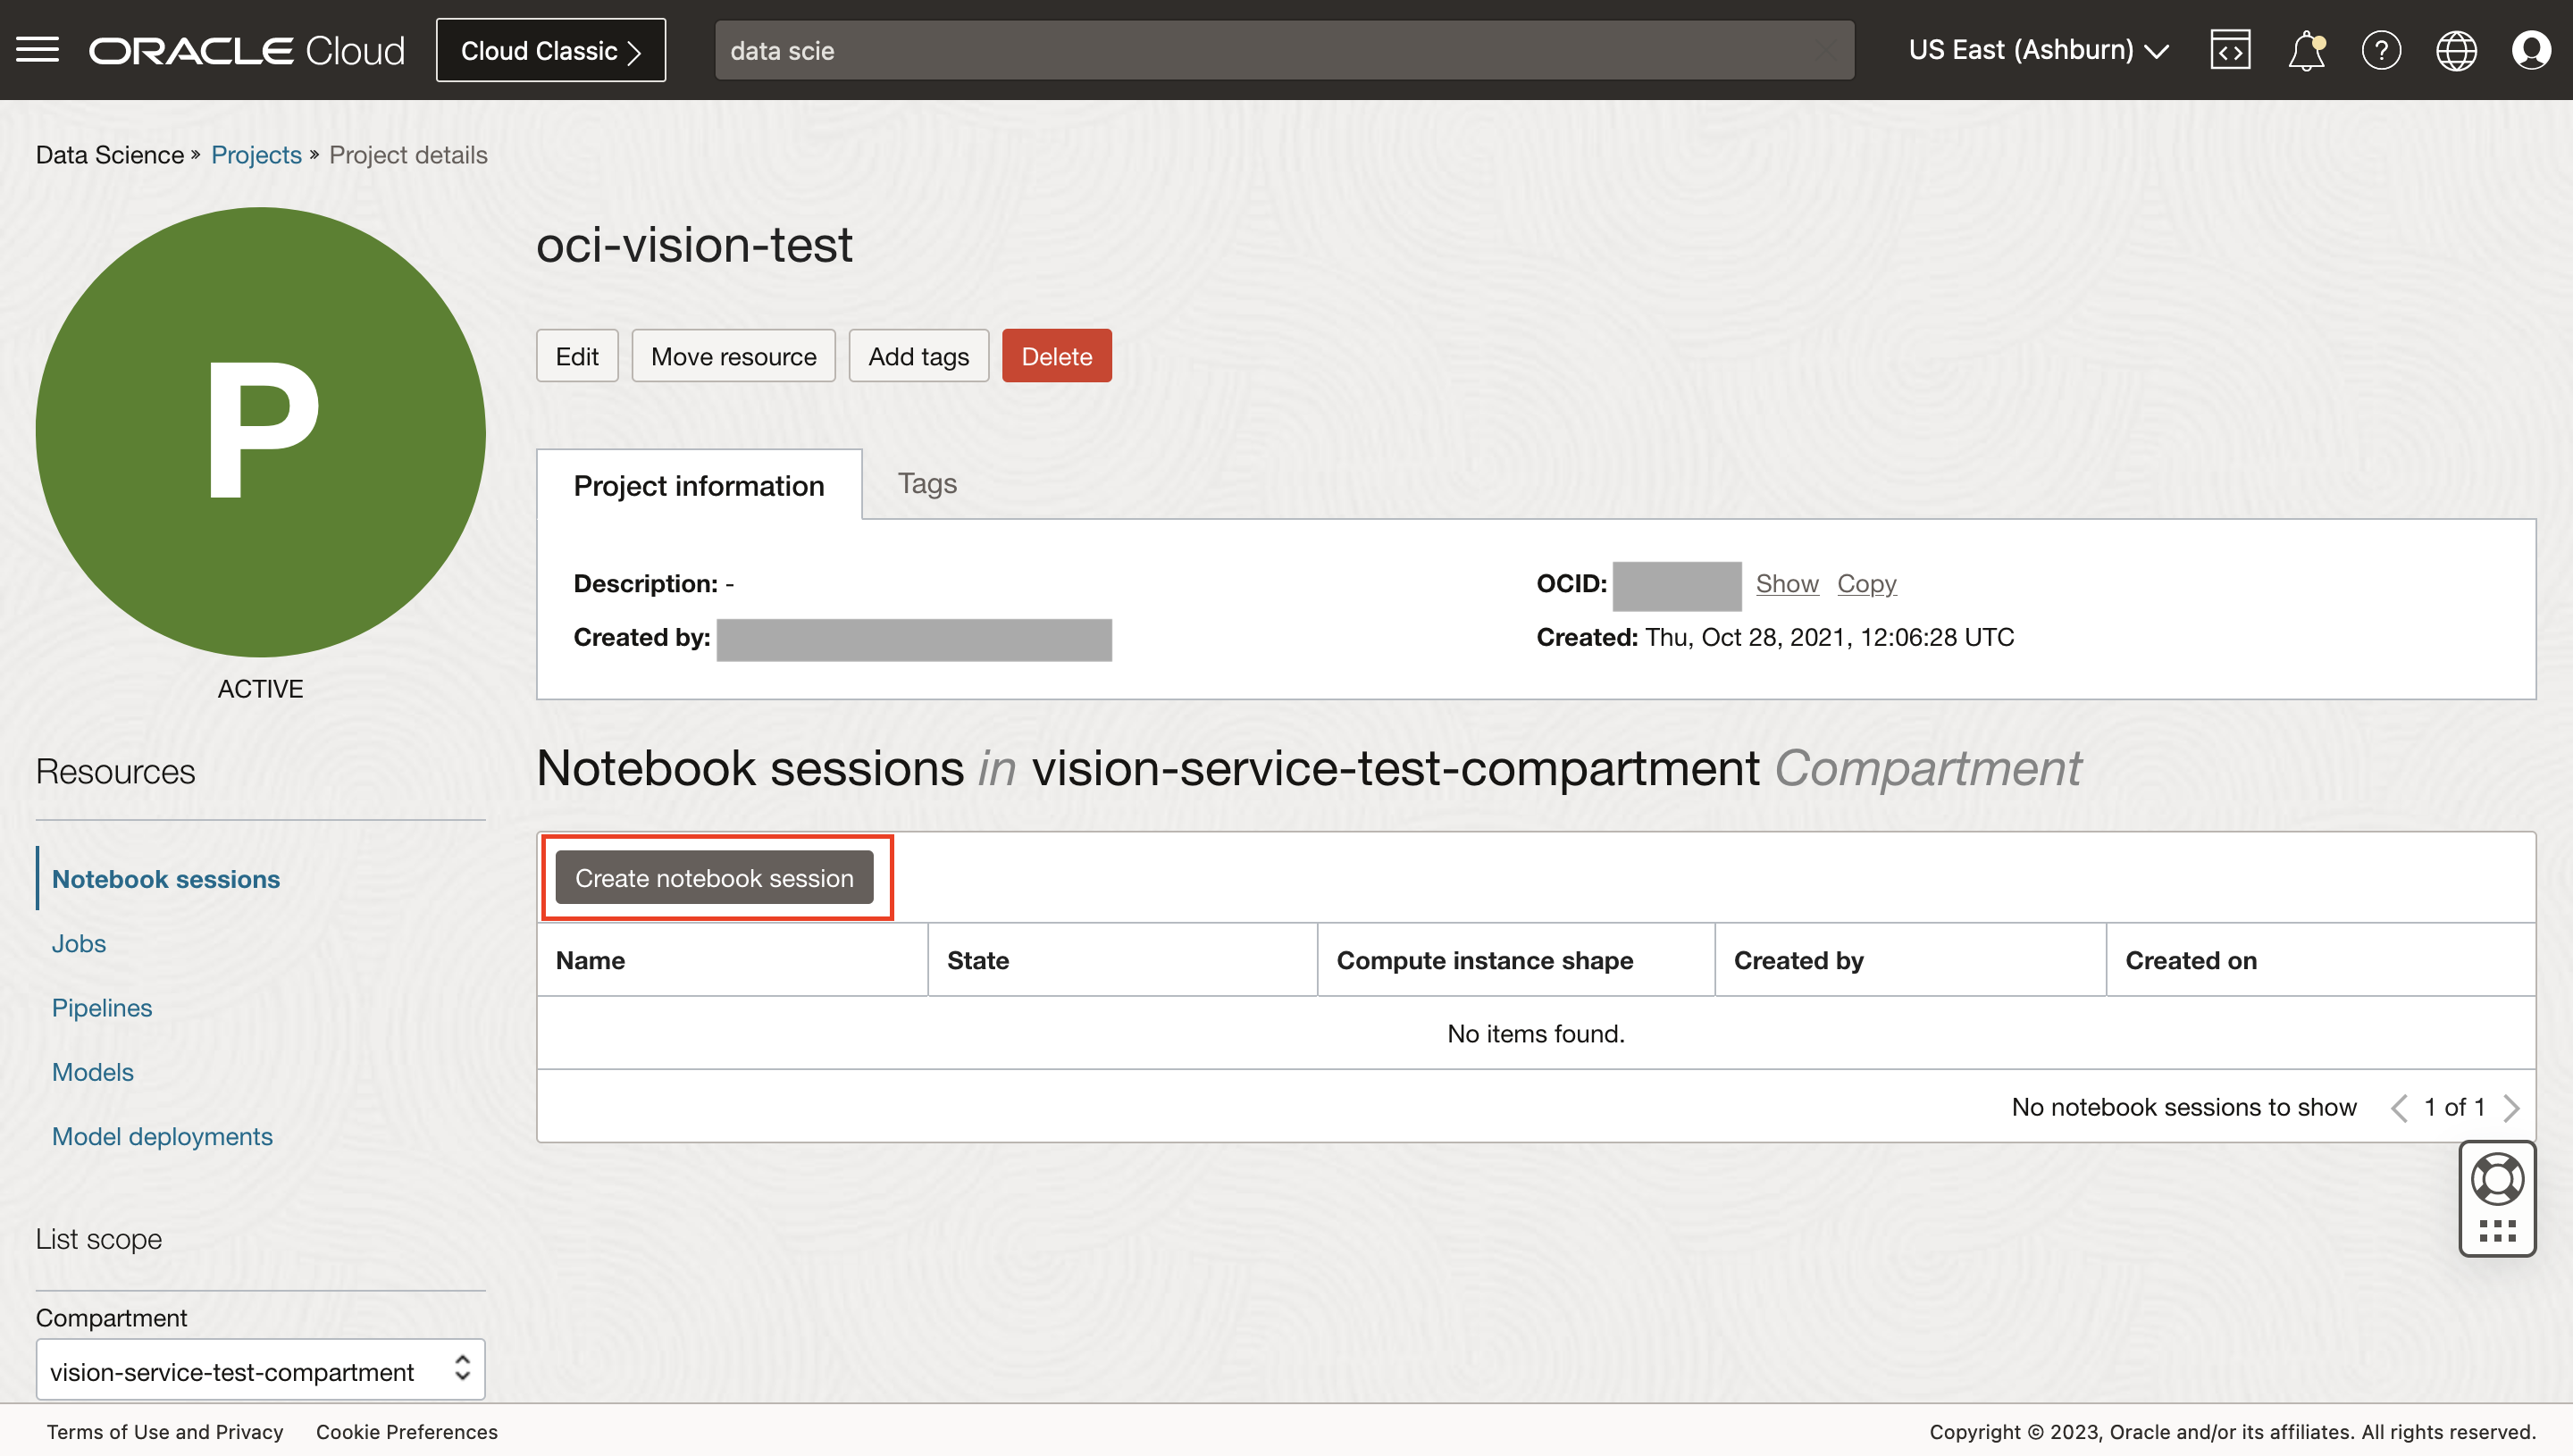 ORACLE Cloud
Cloud Classic
data scie
US East (Ashburn)
Data Science » Projects » Project details
P
ACTIVE
oci-vision-test
Edit
Move resource
Add tags
Delete
Project information
Tags
Description: -
OCID: Show Copy
Created by:
Created: Thu, Oct 28, 2021, 12:06:28 UTC
Resources
Notebook sessions
Jobs
Pipelines
Models
Model deployments
List scope
Compartment
vision-service-test-compartment
Notebook sessions in vision-service-test-compartment Compartment
Create notebook session
Name State Compute instance shape Created by Created on
No items found.
No notebook sessions to show 1 of 1
Terms of Use and Privacy Cookie Preferences
Copyright © 2023, Oracle and/or its affiliates. All rights reserved.